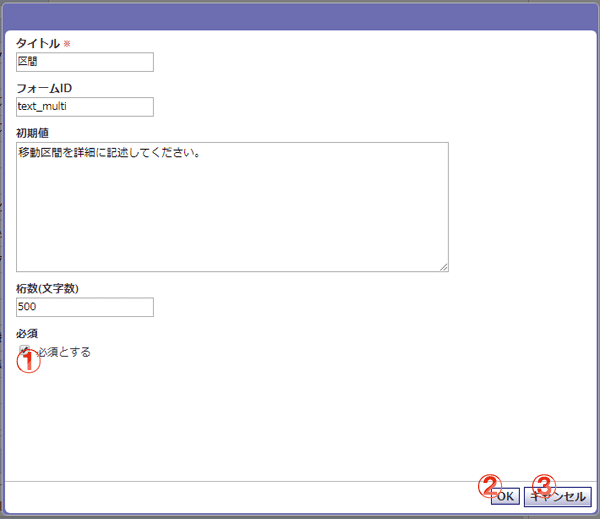 タイトル ※
区間
フォームID
text_multi
初期値
移動区間を詳細に記述してください。
桁数(文字数)
500
必須
① 必須とする
② OK ③ キャンセル